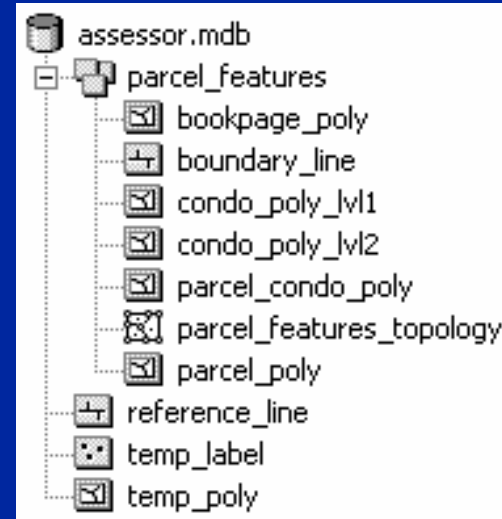 assessor.mdb
parcel_features
bookpage_poly
boundary_line
condo_poly_lvl1
condo_poly_lvl2
parcel_condo_poly
parcel_features_topology
parcel_poly
reference_line
temp_label
temp_poly